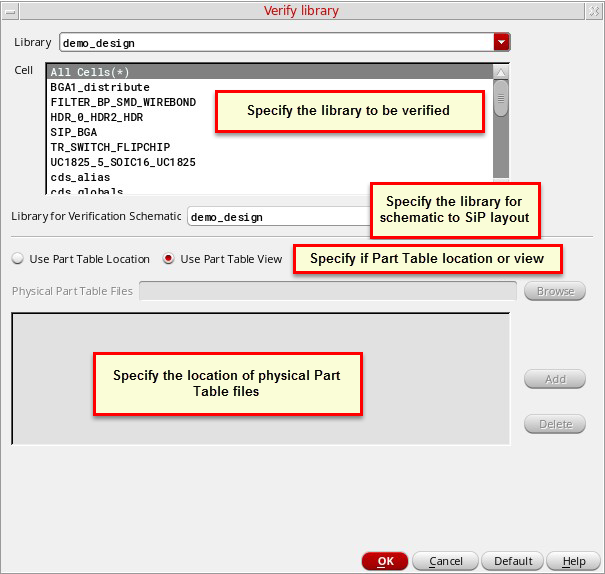 Verify library
Library demo_design
Cell All Cells(*)
BGA1_distribute
FILTER_BP_SMD_WIREBOND
HDR_0_HDR2_HDR
SIP_BGA
TR_SWITCH_FLIPCHIP
UC1825_5_SOIC16_UC1825
cds_alias
cds_globals
Specify the library to be verified
Specify the library for
schematic to SiP layout
Library for Verification Schematic demo_design
Use Part Table Location Use Part Table View
Specify if Part Table location or view
Physical Part Table Files Browse
Specify the location of physical Part
Table files
Add
Delete
OK Cancel Default Help